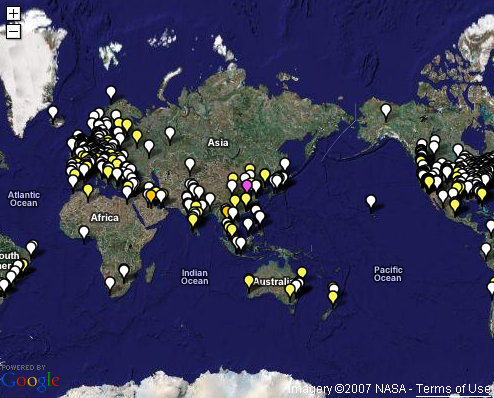 +
−
Asia
Atlantic
Ocean
Africa
outh
mer
Indian
Ocean
Australia
Pacific
Ocean
POWERED BY
Google
Imagery ©2007 NASA - Terms of Use